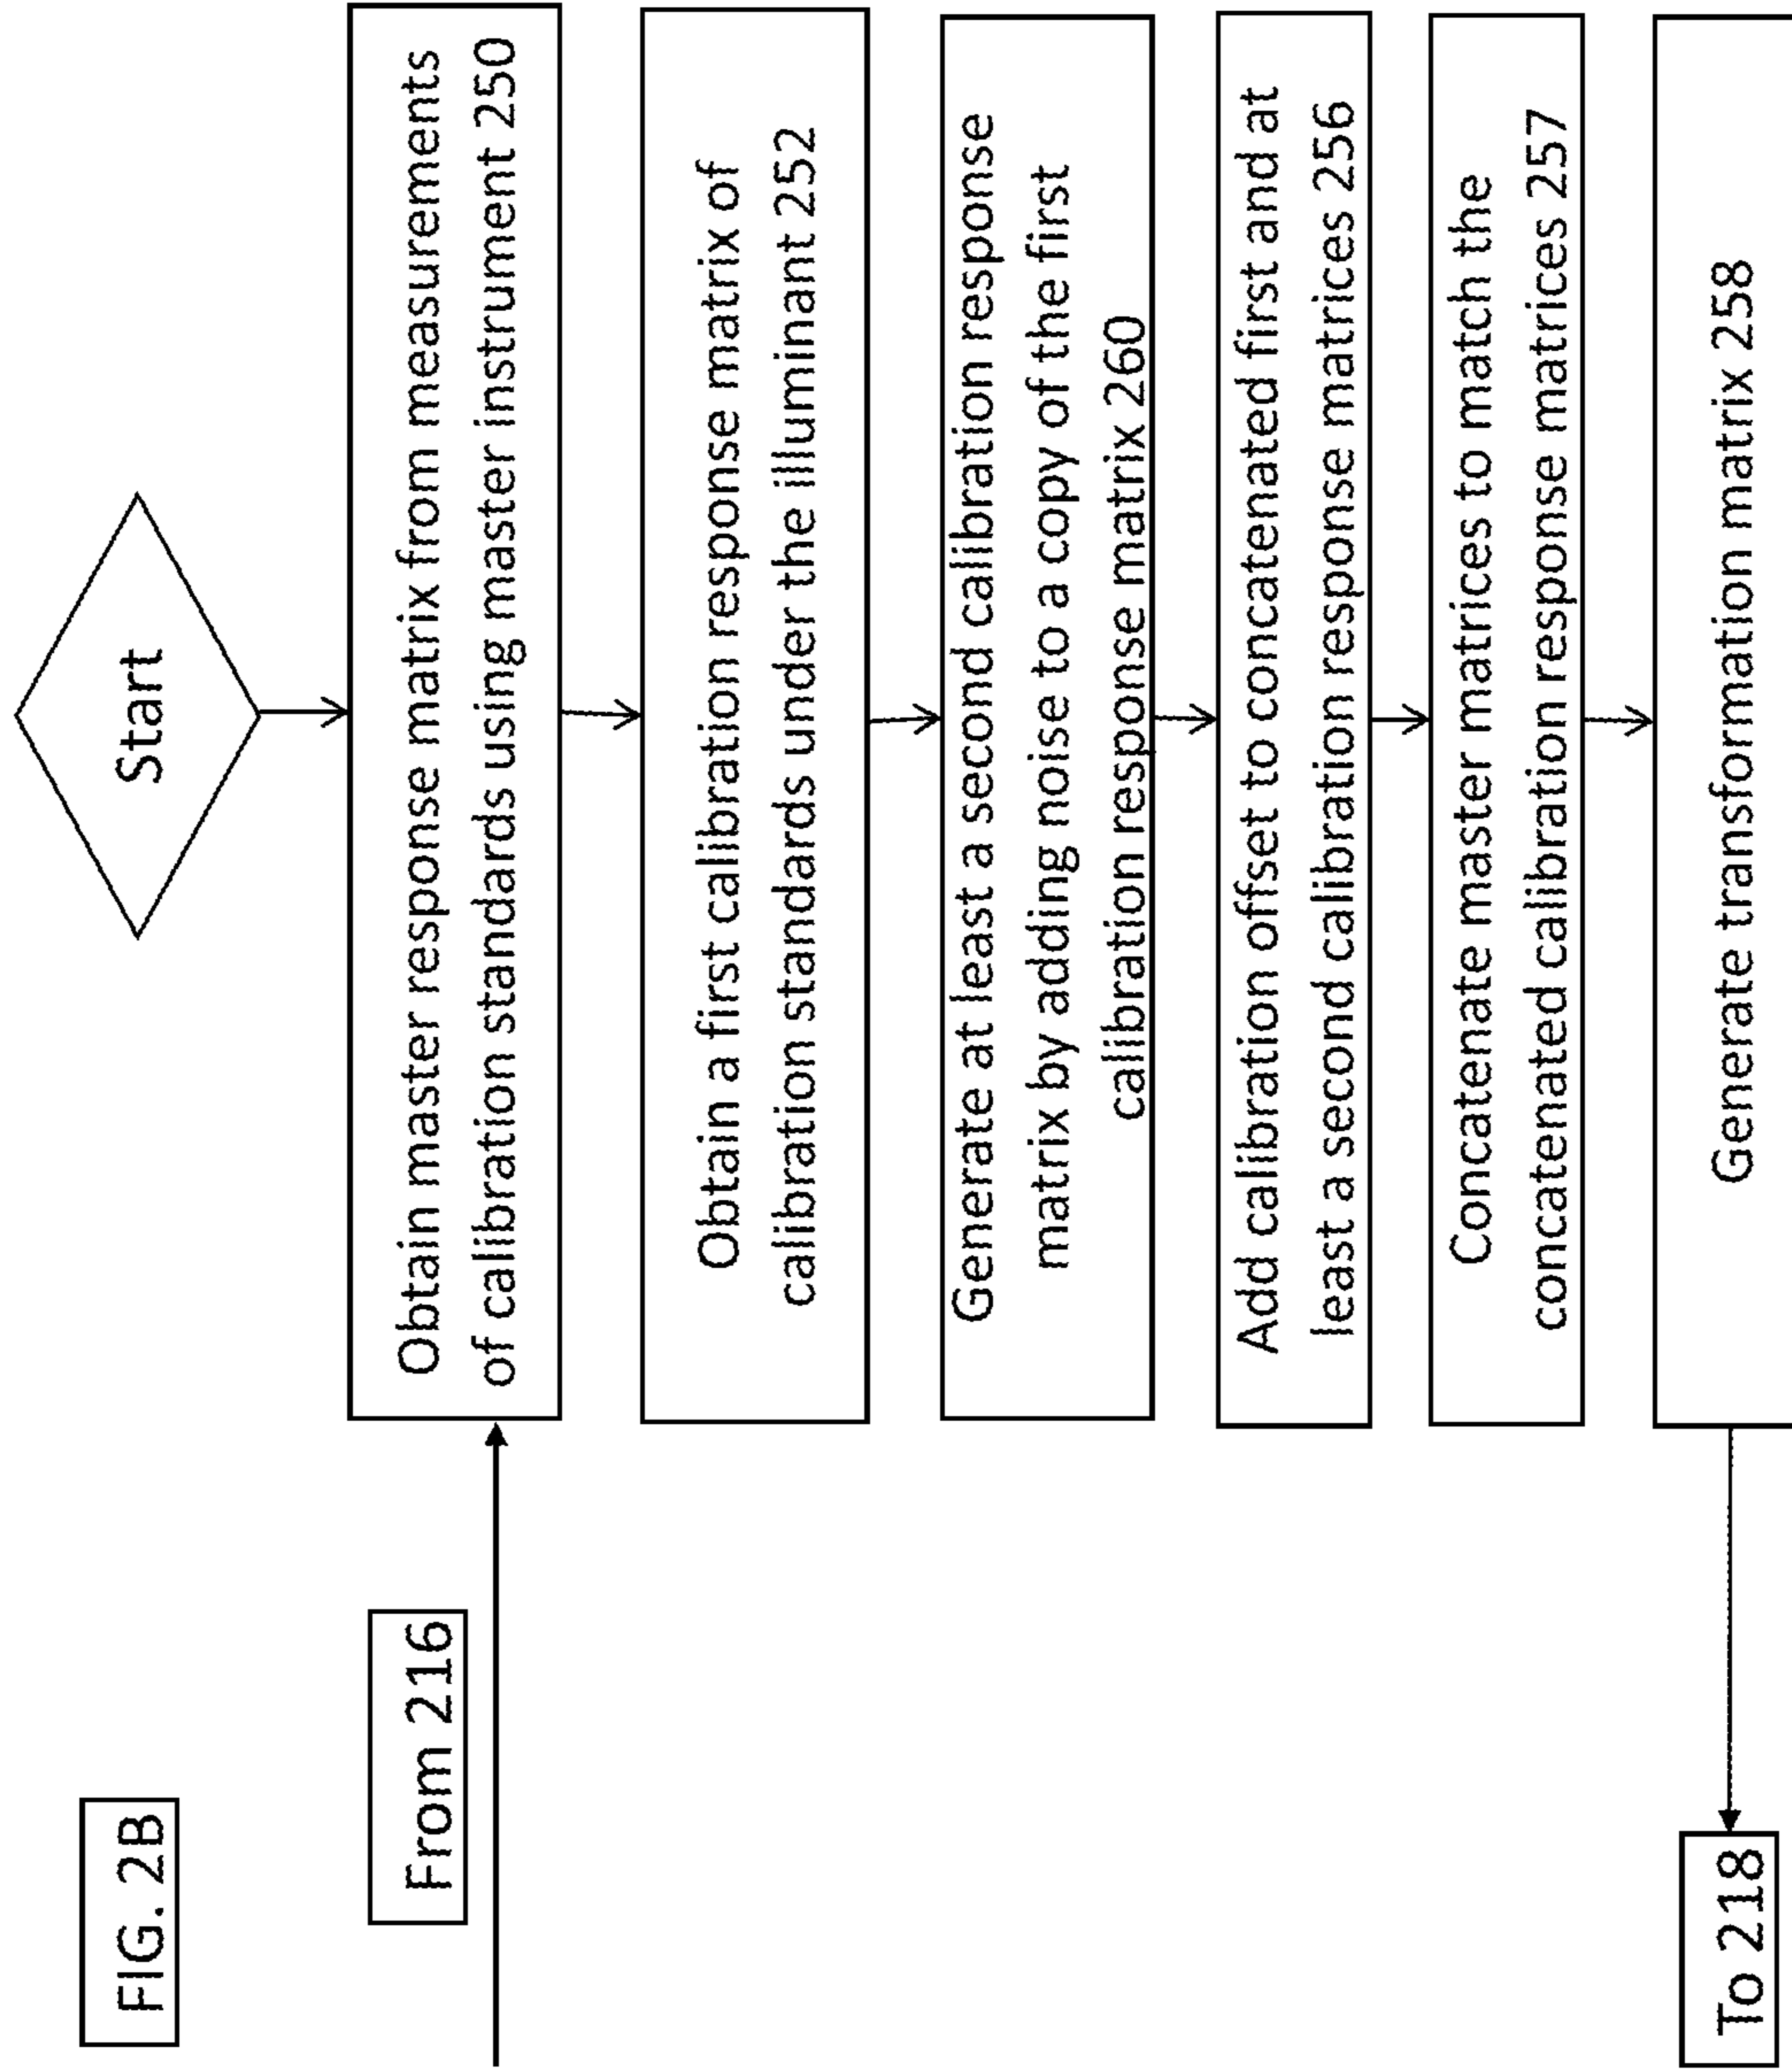 FIG. 2B
Start
From 216
Obtain master response matrix from measurements
of calibration standards using master instrument 250
Obtain a first calibration response matrix of
calibration standards under the illuminant 252
Generate at least a second calibration response
matrix by adding noise to a copy of the first
calibration response matrix 260
Add calibration offset to concatenated first and at
least a second calibration response matrices 256
Concatenate master matrices to match the
concatenated calibration response matrices 257
Generate transformation matrix 258
To 218